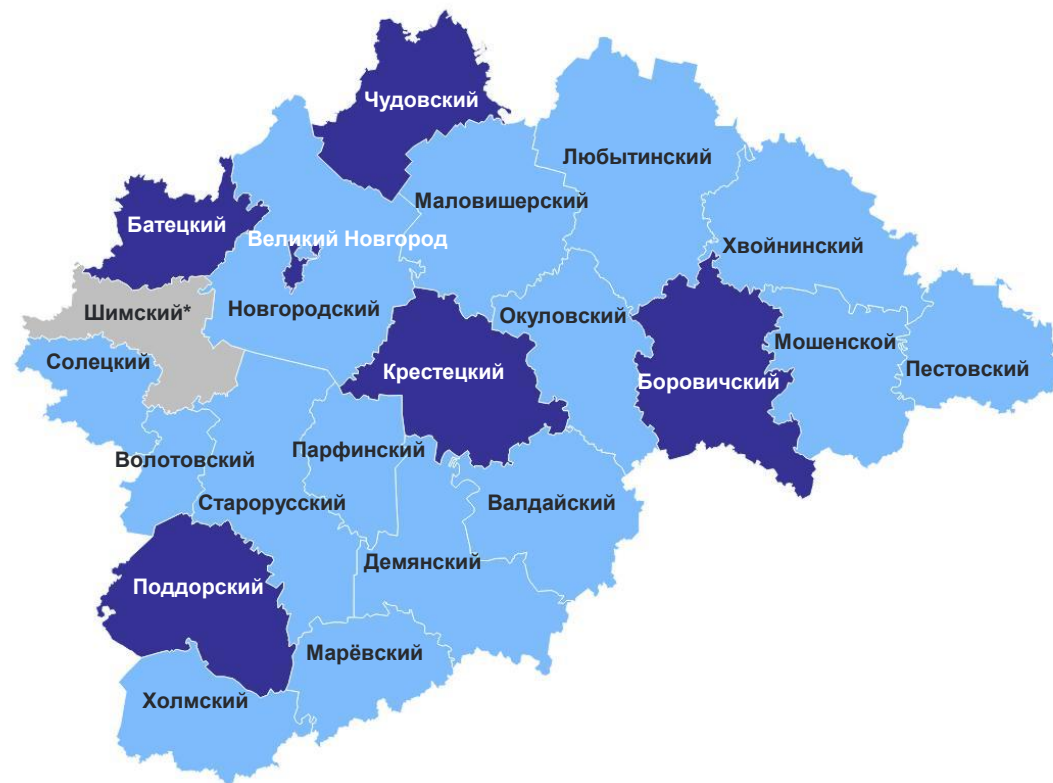 Чудовский
Любытинский
Маловишерский
Батецкий
Великий Новгород
Хвойнинский
Шимский*
Новгородский
Окуловский
Мошенской
Солецкий
Пестовский
Крестецкий
Боровичский
Парфинский
Волотовский
Старорусский
Валдайский
Демянский
Поддорский
Марёвский
Холмский